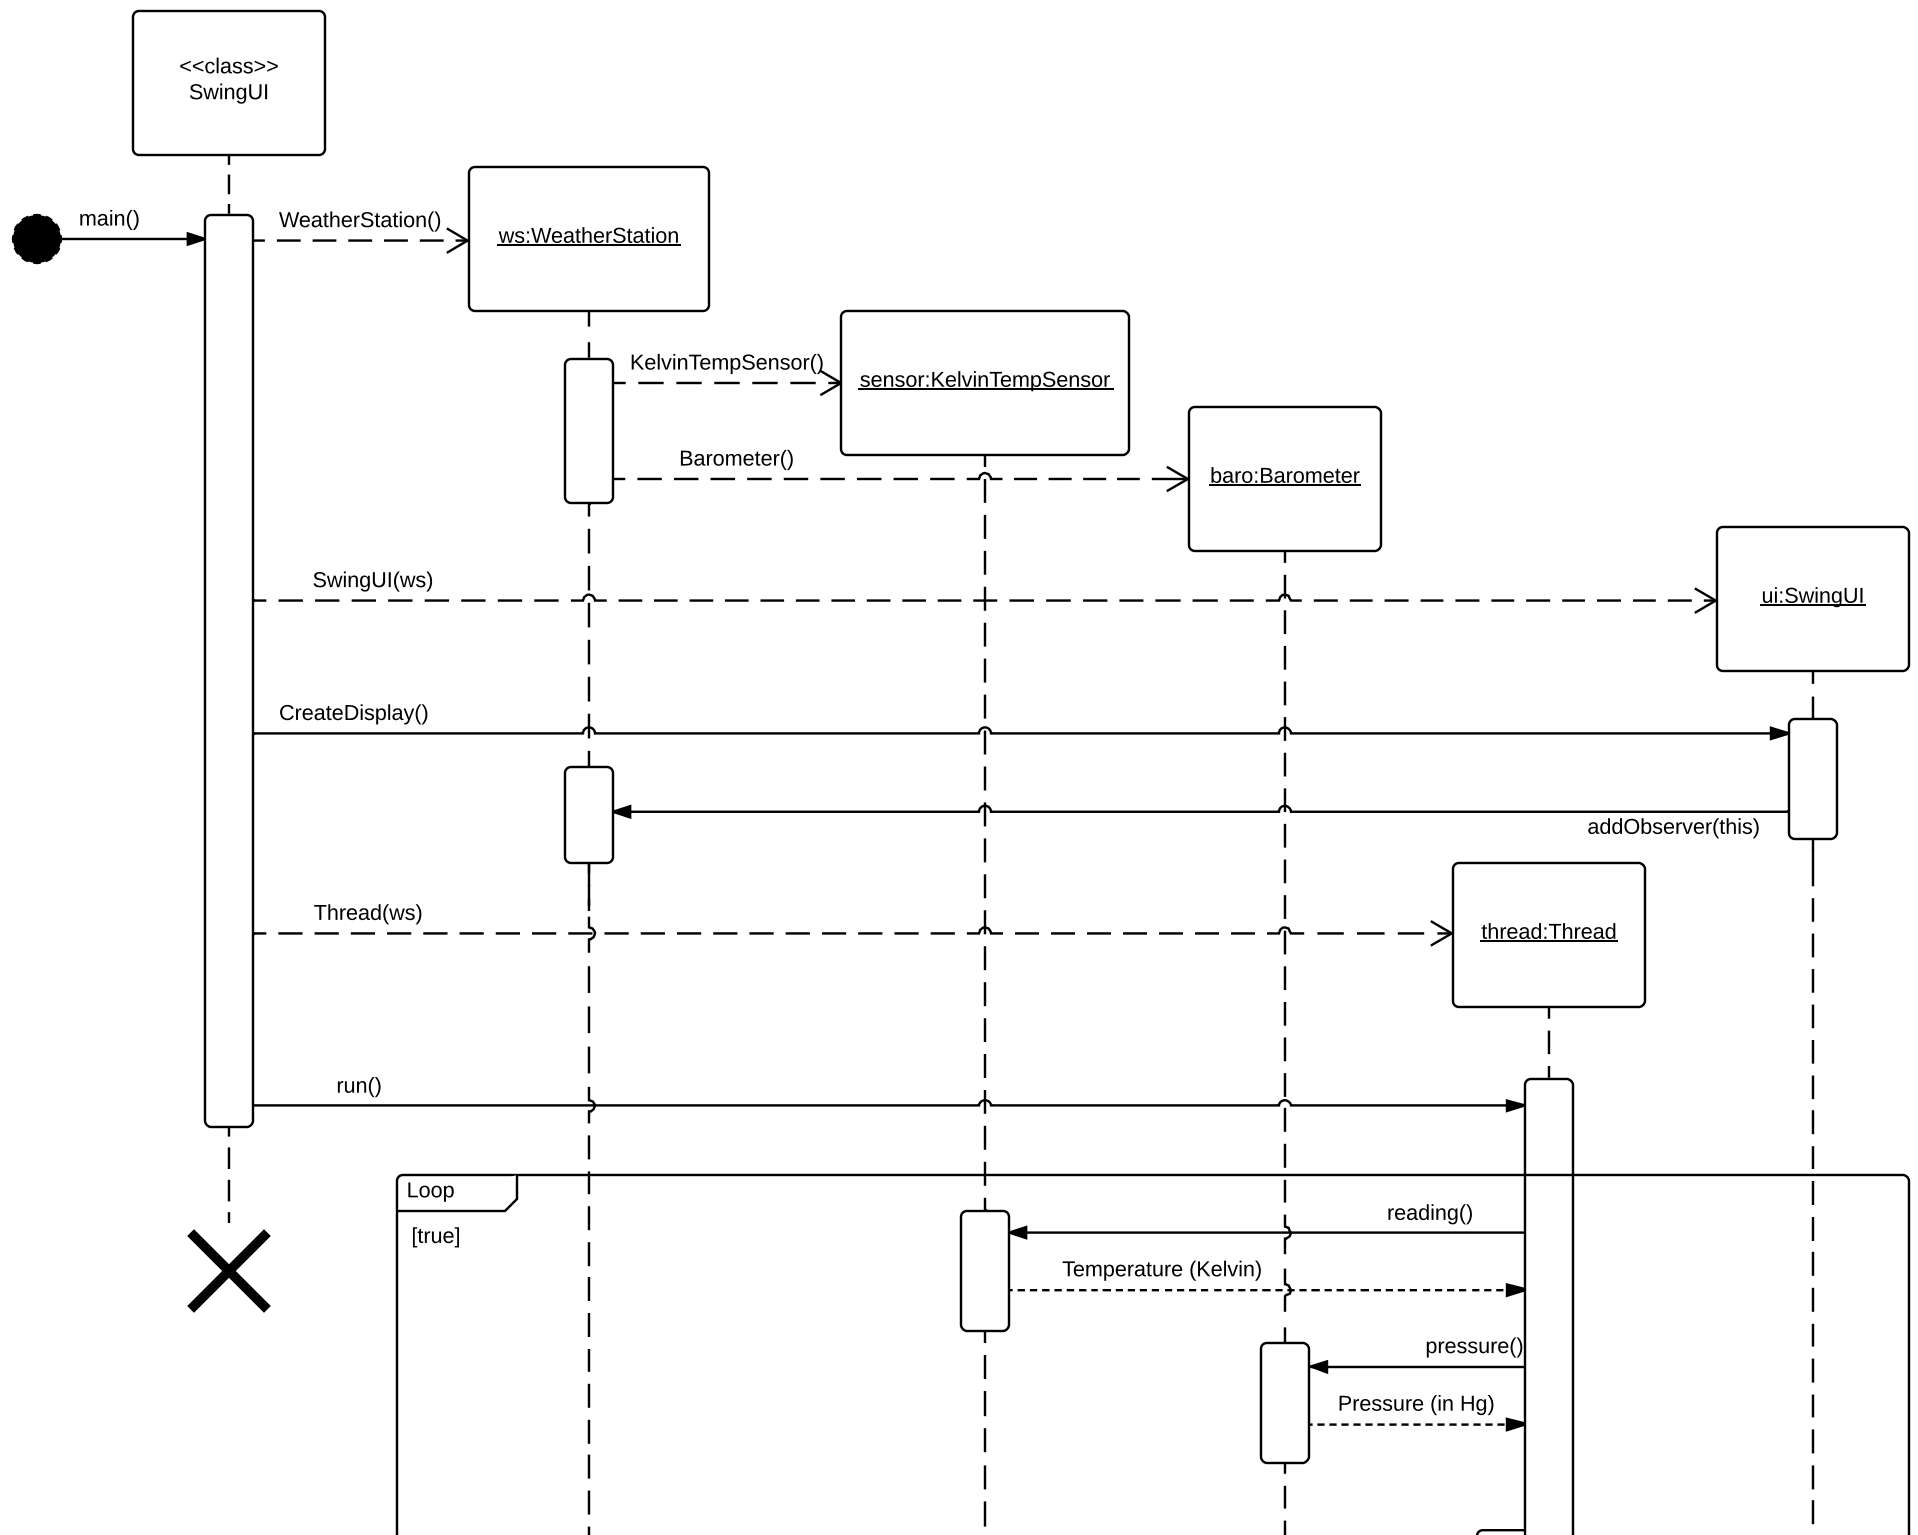 <<class>>
SwingUI
main()
WeatherStation()
ws:WeatherStation
KelvinTempSensor()
sensor:KelvinTempSensor
Barometer()
baro:Barometer
SwingUI(ws)
ui:SwingUI
CreateDisplay()
addObserver(this)
Thread(ws)
thread:Thread
run()
Loop
[true]
reading()
Temperature (Kelvin)
pressure()
Pressure (in Hg)